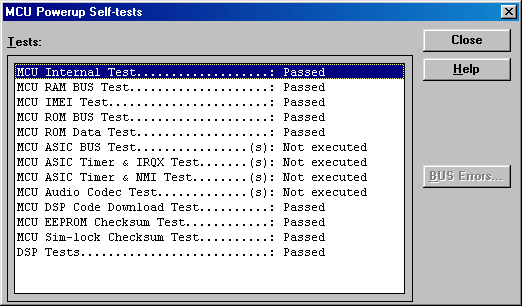 MCU Powerup Self-tests
Tests:
MCU Internal Test...................: Passed
MCU RAM BUS Test....................: Passed
MCU IMEI Test.......................: Passed
MCU ROM BUS Test....................: Passed
MCU ROM Data Test...................: Passed
MCU ASIC BUS Test................(s): Not executed
MCU ASIC Timer & IRQX Test.......(s): Not executed
MCU ASIC Timer & NMI Test........(s): Not executed
MCU Audio Codec Test.............(s): Not executed
MCU DSP Code Download Test..........: Passed
MCU EEPROM Checksum Test............: Passed
MCU Sim-lock Checksum Test..........: Passed
DSP Tests...........................: Passed
Close
Help
BUS Errors...